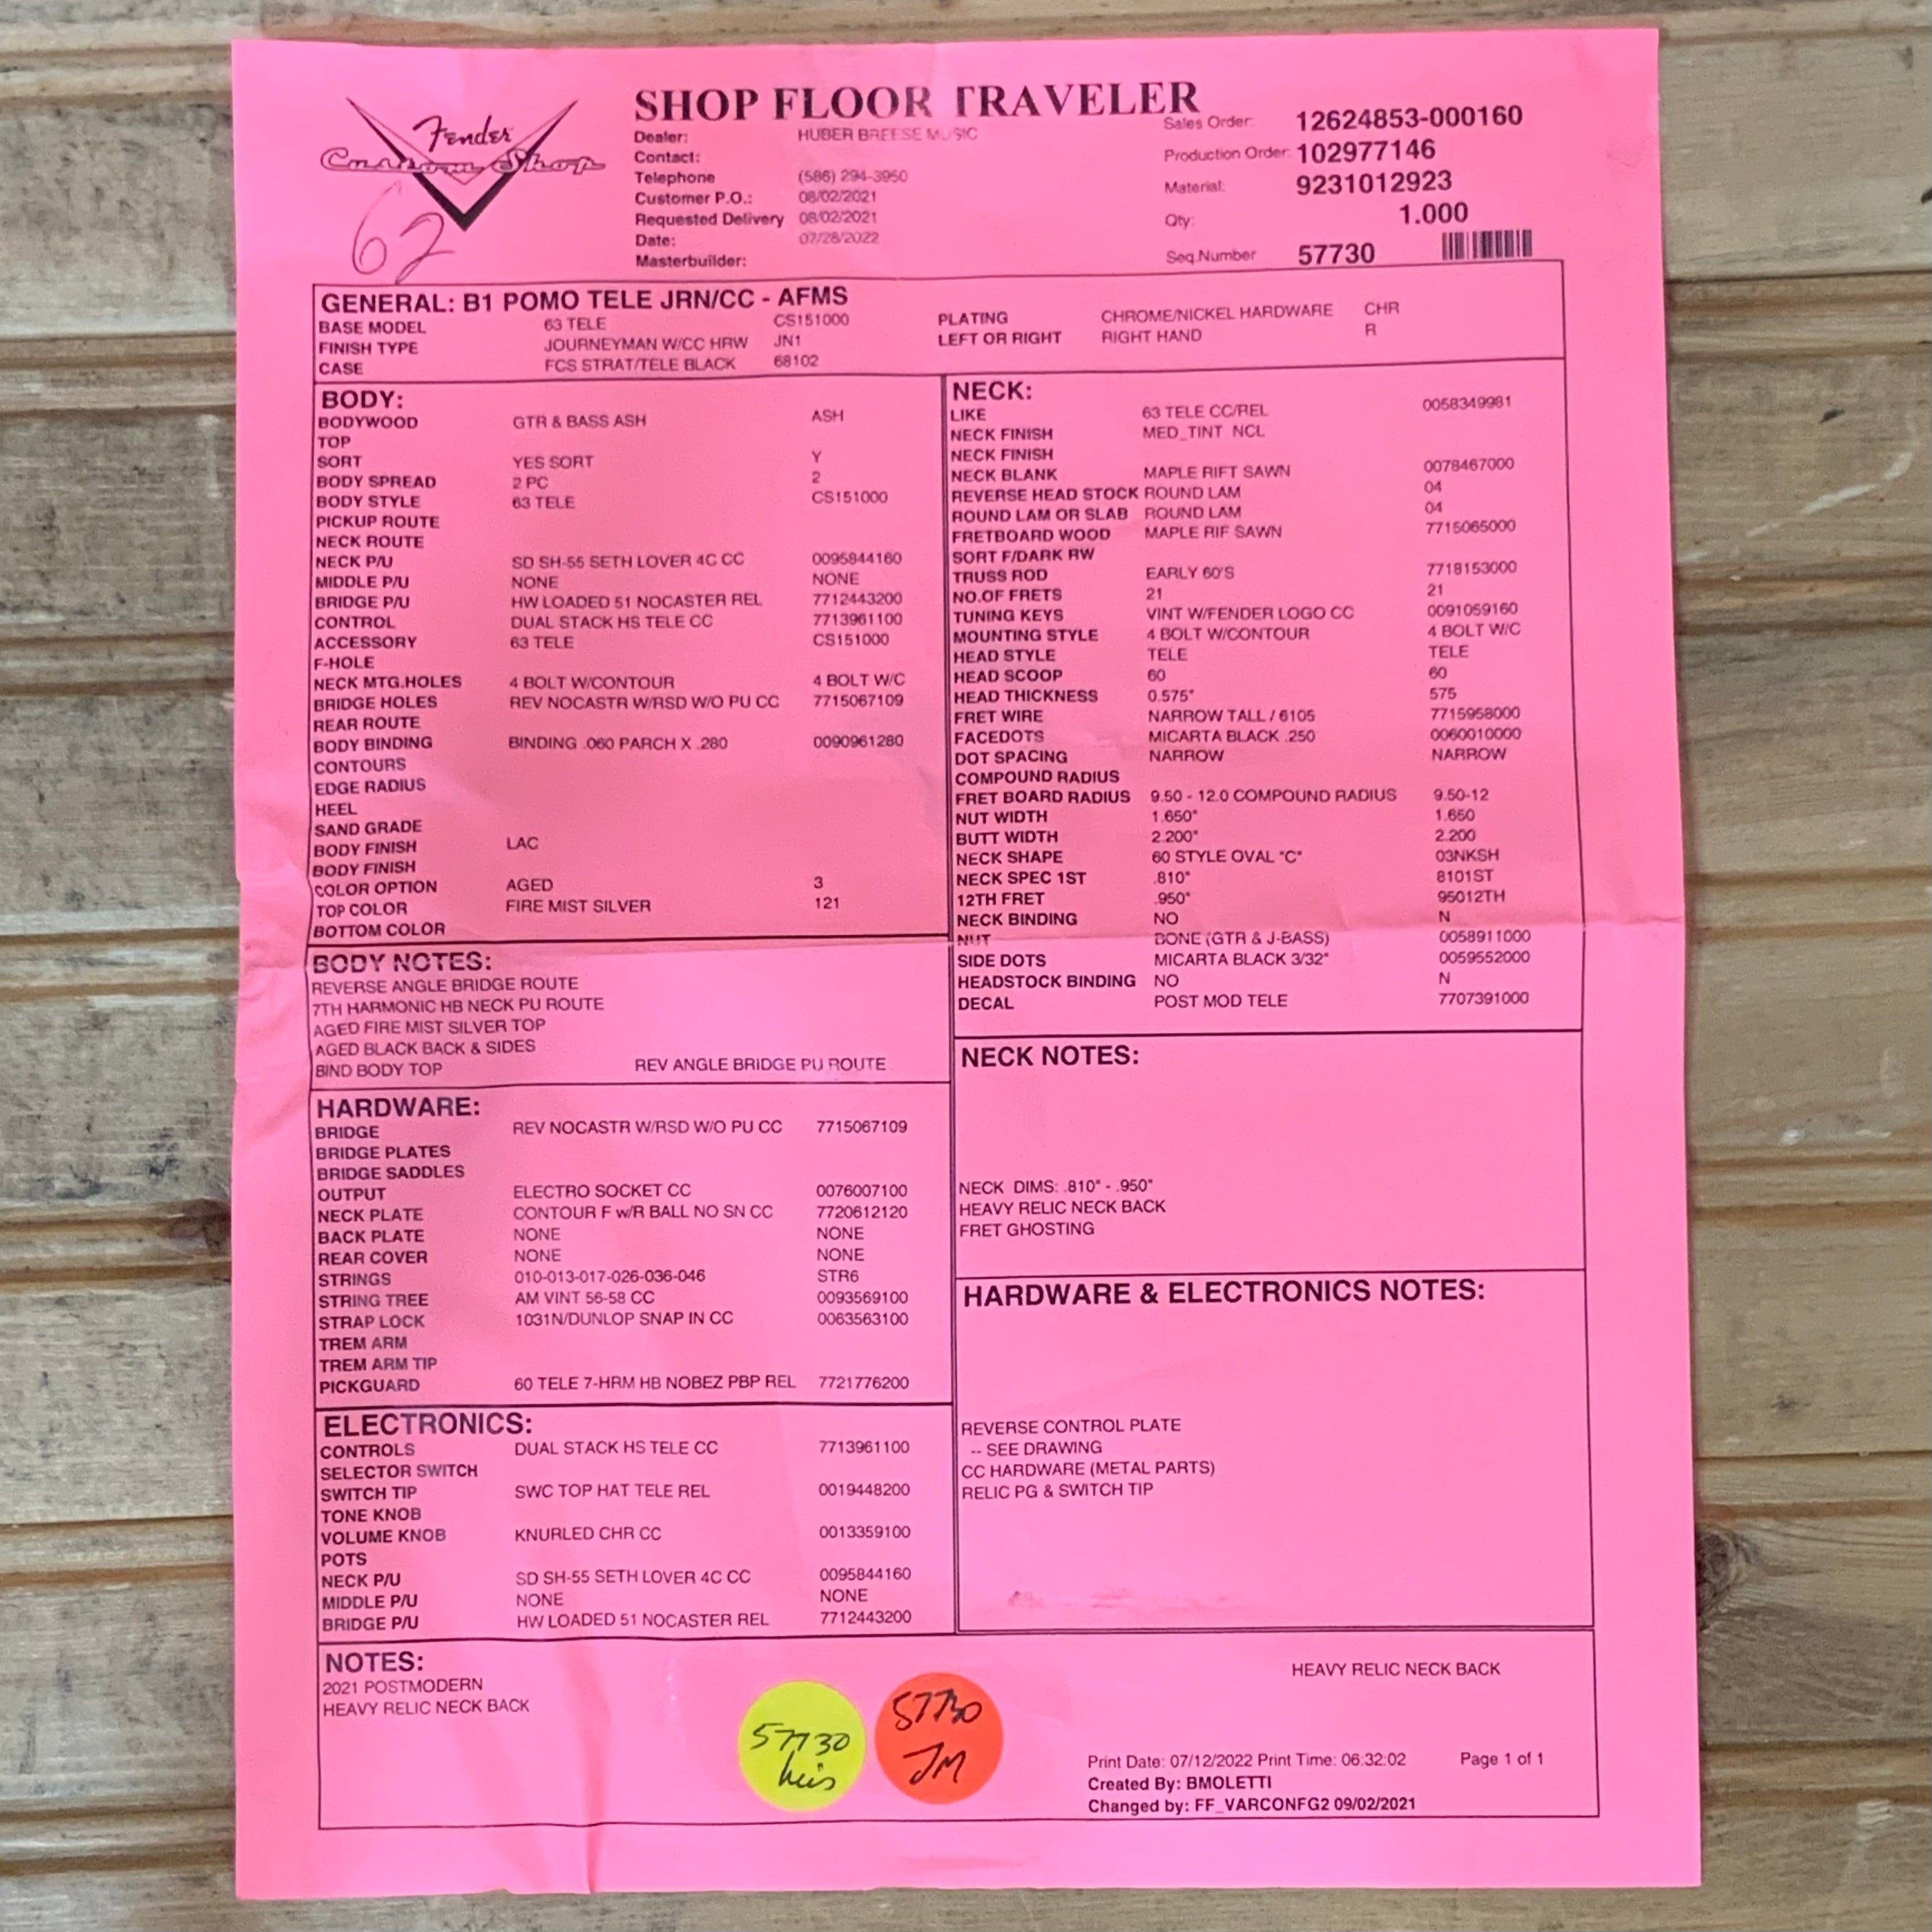 Fender
Custom Shop
62
SHOP FLOOR TRAVELER
Dealer: HUBER BREESE MUSIC
Contact:
Telephone (586) 294-3950
Customer P.O.: 08/02/2021
Requested Delivery 08/02/2021
Date: 07/28/2022
Masterbuilder:
Sales Order: 12624853-000160
Production Order: 102977146
Material: 9231012923
Qty: 1.000
Seq.Number 57730
GENERAL: B1 POMO TELE JRN/CC - AFMS
BASE MODEL 63 TELE CS151000
FINISH TYPE JOURNEYMAN W/CC HRW JN1
CASE FCS STRAT/TELE BLACK 68102
PLATING CHROME/NICKEL HARDWARE CHR
LEFT OR RIGHT RIGHT HAND R
BODY:
BODYWOOD GTR & BASS ASH ASH
TOP
SORT YES SORT Y
BODY SPREAD 2 PC 2
BODY STYLE 63 TELE CS151000
PICKUP ROUTE
NECK ROUTE
NECK P/U SD SH-55 SETH LOVER 4C CC 0095844160
MIDDLE P/U NONE NONE
BRIDGE P/U HW LOADED 51 NOCASTER REL 7712443200
CONTROL DUAL STACK HS TELE CC 7713961100
ACCESSORY 63 TELE CS151000
F-HOLE
NECK MTG.HOLES 4 BOLT W/CONTOUR 4 BOLT W/C
BRIDGE HOLES REV NOCASTR W/RSD W/O PU CC 7715067109
REAR ROUTE
BODY BINDING BINDING .060 PARCH X .280 0090961280
CONTOURS
EDGE RADIUS
HEEL
SAND GRADE
BODY FINISH LAC
BODY FINISH
COLOR OPTION AGED 3
TOP COLOR FIRE MIST SILVER 121
BOTTOM COLOR
BODY NOTES:
REVERSE ANGLE BRIDGE ROUTE
7TH HARMONIC HB NECK PU ROUTE
AGED FIRE MIST SILVER TOP
AGED BLACK BACK & SIDES
BIND BODY TOP REV ANGLE BRIDGE PU ROUTE
HARDWARE:
BRIDGE REV NOCASTR W/RSD W/O PU CC 7715067109
BRIDGE PLATES
BRIDGE SADDLES
OUTPUT ELECTRO SOCKET CC 0076007100
NECK PLATE CONTOUR F w/R BALL NO SN CC 7720612120
BACK PLATE NONE NONE
REAR COVER NONE NONE
STRINGS 010-013-017-026-036-046 STR6
STRING TREE AM VINT 56-58 CC 0093569100
STRAP LOCK 1031N/DUNLOP SNAP IN CC 0063563100
TREM ARM
TREM ARM TIP
PICKGUARD 60 TELE 7-HRM HB NOBEZ PBP REL 7721776200
ELECTRONICS:
CONTROLS DUAL STACK HS TELE CC 7713961100
SELECTOR SWITCH
SWITCH TIP SWC TOP HAT TELE REL 0019448200
TONE KNOB
VOLUME KNOB KNURLED CHR CC 0013359100
POTS
NECK P/U SD SH-55 SETH LOVER 4C CC 0095844160
MIDDLE P/U NONE NONE
BRIDGE P/U HW LOADED 51 NOCASTER REL 7712443200
NECK:
LIKE 63 TELE CC/REL 0058349981
NECK FINISH MED_TINT NCL
NECK FINISH
NECK BLANK MAPLE RIFT SAWN 0078467000
REVERSE HEAD STOCK ROUND LAM 04
ROUND LAM OR SLAB ROUND LAM 04
FRETBOARD WOOD MAPLE RIF SAWN 7715065000
SORT F/DARK RW
TRUSS ROD EARLY 60'S 7718153000
NO.OF FRETS 21 21
TUNING KEYS VINT W/FENDER LOGO CC 0091059160
MOUNTING STYLE 4 BOLT W/CONTOUR 4 BOLT W/C
HEAD STYLE TELE TELE
HEAD SCOOP 60 60
HEAD THICKNESS 0.575" 575
FRET WIRE NARROW TALL / 6105 7715958000
FACEDOTS MICARTA BLACK .250 0060010000
DOT SPACING NARROW NARROW
COMPOUND RADIUS
FRET BOARD RADIUS 9.50 - 12.0 COMPOUND RADIUS 9.50-12
NUT WIDTH 1.650" 1.650
BUTT WIDTH 2.200" 2.200
NECK SHAPE 60 STYLE OVAL "C" 03NKSH
NECK SPEC 1ST .810" 8101ST
12TH FRET .950" 95012TH
NECK BINDING NO N
NUT BONE (GTR & J-BASS) 0058911000
SIDE DOTS MICARTA BLACK 3/32" 0059552000
HEADSTOCK BINDING NO N
DECAL POST MOD TELE 7707391000
NECK NOTES:
NECK DIMS: .810" - .950"
HEAVY RELIC NECK BACK
FRET GHOSTING
HARDWARE & ELECTRONICS NOTES:
REVERSE CONTROL PLATE
-- SEE DRAWING
CC HARDWARE (METAL PARTS)
RELIC PG & SWITCH TIP
NOTES:
2021 POSTMODERN
HEAVY RELIC NECK BACK
HEAVY RELIC NECK BACK
57730
57730
JM
Print Date: 07/12/2022 Print Time: 06:32:02 Page 1 of 1
Created By: BMOLETTI
Changed by: FF_VARCONFG2 09/02/2021